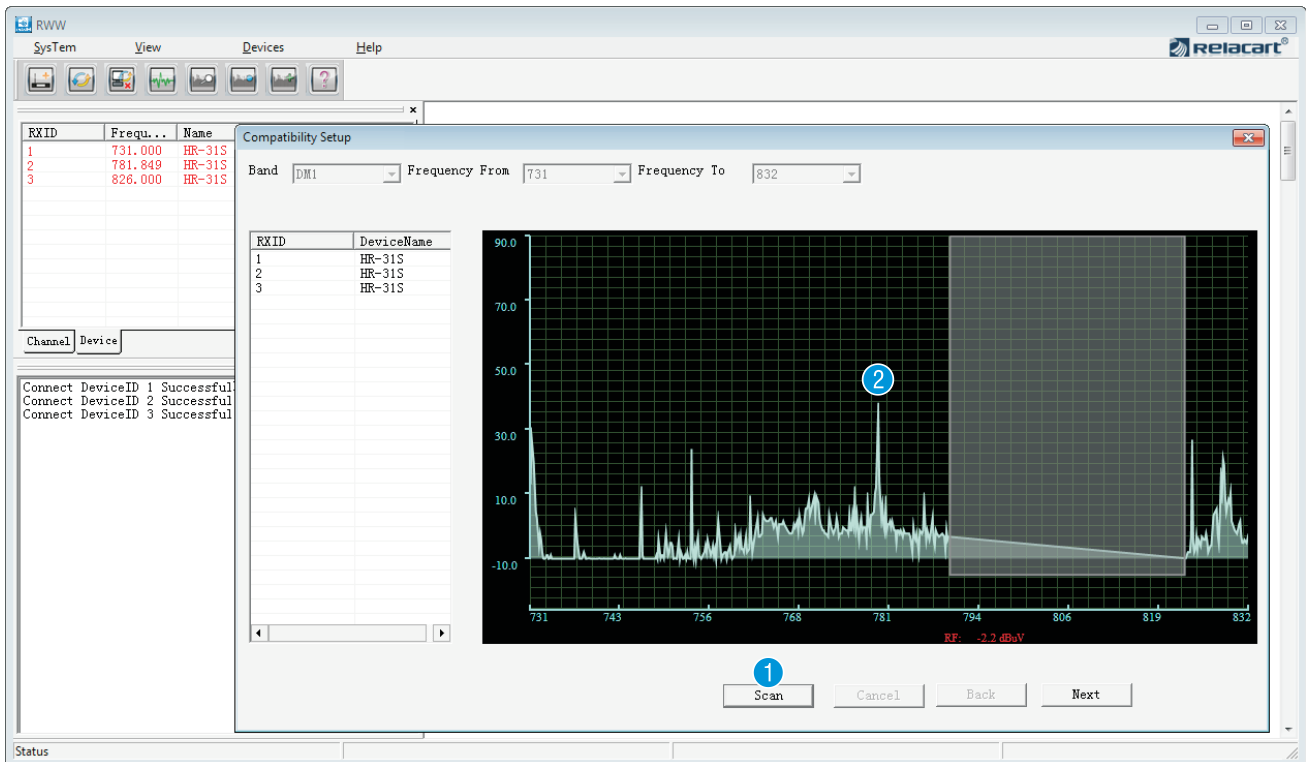 RWW
SysTem View Devices Help
Relacart®
RXID Frequ... Name
1 731.000 HR-31S
2 781.849 HR-31S
3 826.000 HR-31S
Channel Device
Connect DeviceID 1 Successful
Connect DeviceID 2 Successful
Connect DeviceID 3 Successful
Compatibility Setup
Band DM1 Frequency From 731 Frequency To 832
RXID DeviceName
1 HR-31S
2 HR-31S
3 HR-31S
90.0
70.0
50.0
30.0
10.0
-10.0
2
731 743 756 768 781 794 806 819 832
RF: -2.2 dBuV
1
Scan Cancel Back Next
Status